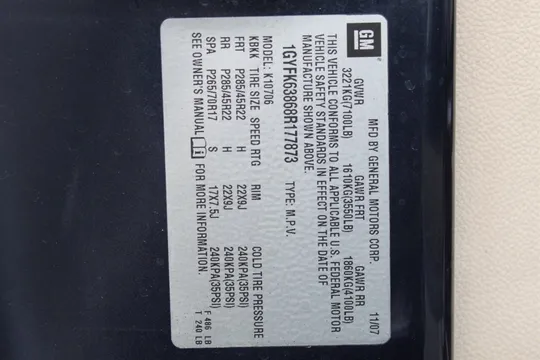 GM
MFD BY GENERAL MOTORS CORP. 11/07
GVWR GAWR FRT GAWR RR
3221KG(7100LB) 1610KG(3550LB) 1860KG(4100LB)
THIS VEHICLE CONFORMS TO ALL APPLICABLE U.S. FEDERAL MOTOR
VEHICLE SAFETY STANDARDS IN EFFECT ON THE DATE OF
MANUFACTURE SHOWN ABOVE.
1GYFK63868R177873 TYPE: M.P.V.
MODEL: K10706
KBKK TIRE SIZE SPEED RTG RIM COLD TIRE PRESSURE
FRT P285/45R22 H 22X9J 240KPA(35PSI)
RR P285/45R22 H 22X9J 240KPA(35PSI)
SPA P265/70R17 S 17X7.5J 240KPA(35PSI)
SEE OWNER'S MANUAL i FOR MORE INFORMATION.
F 486 LB
T 240 LB